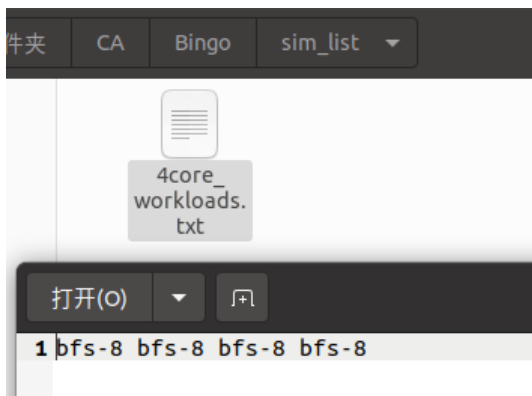 件夹 CA Bingo sim_list
4core_
workloads.
txt
打开(O)
1 bfs-8 bfs-8 bfs-8 bfs-8